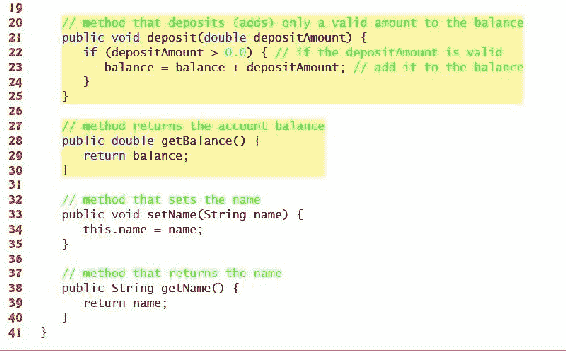 19
20 // method that deposits (adds) only a valid amount to the balance
21 public void deposit(double depositAmount) {
22 if (depositAmount > 0.0) { // if the depositAmount is valid
23 balance = balance + depositAmount; // add it to the balance
24 }
25 }
26
27 // method returns the account balance
28 public double getBalance() {
29 return balance;
30 }
31
32 // method that sets the name
33 public void setName(String name) {
34 this.name = name;
35 }
36
37 // method that returns the name
38 public String getName() {
39 return name;
40 }
41 }